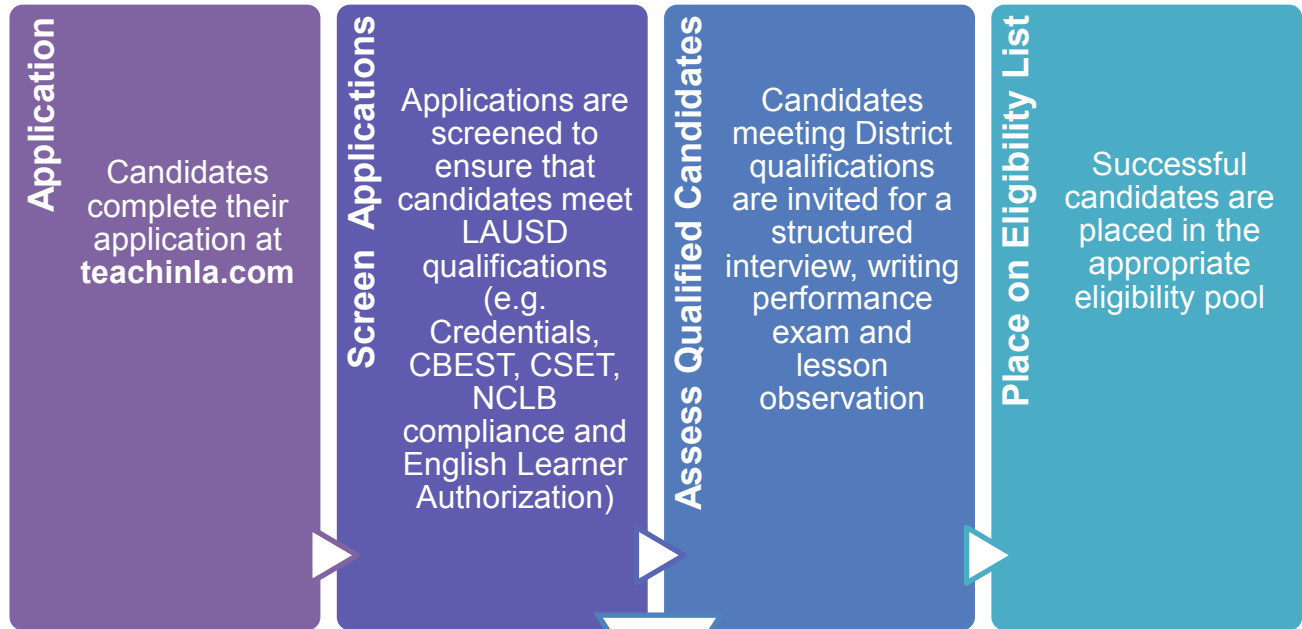 Application
Candidates
complete their
application at
teachinla.com
Screen Applications
Applications are
screened to
ensure that
candidates meet
LAUSD
qualifications
(e.g.
Credentials,
CBEST, CSET,
NCLB
compliance and
English Learner
Authorization)
Assess Qualified Candidates
Candidates
meeting District
qualifications
are invited for a
structured
interview, writing
performance
exam and
lesson
observation
Place on Eligibility List
Successful
candidates are
placed in the
appropriate
eligibility pool